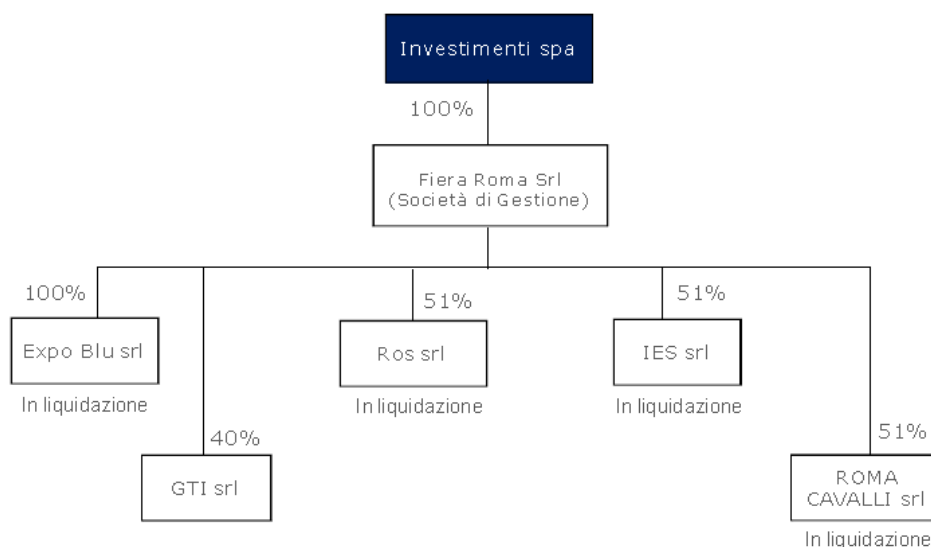 Investimenti spa
100%
Fiera Roma Srl
(Società di Gestione)
100%
51%
51%
Expo Blu srl
Ros srl
IES srl
In liquidazione
In liquidazione
In liquidazione
40%
51%
GTI srl
ROMA
CAVALLI srl
In liquidazione